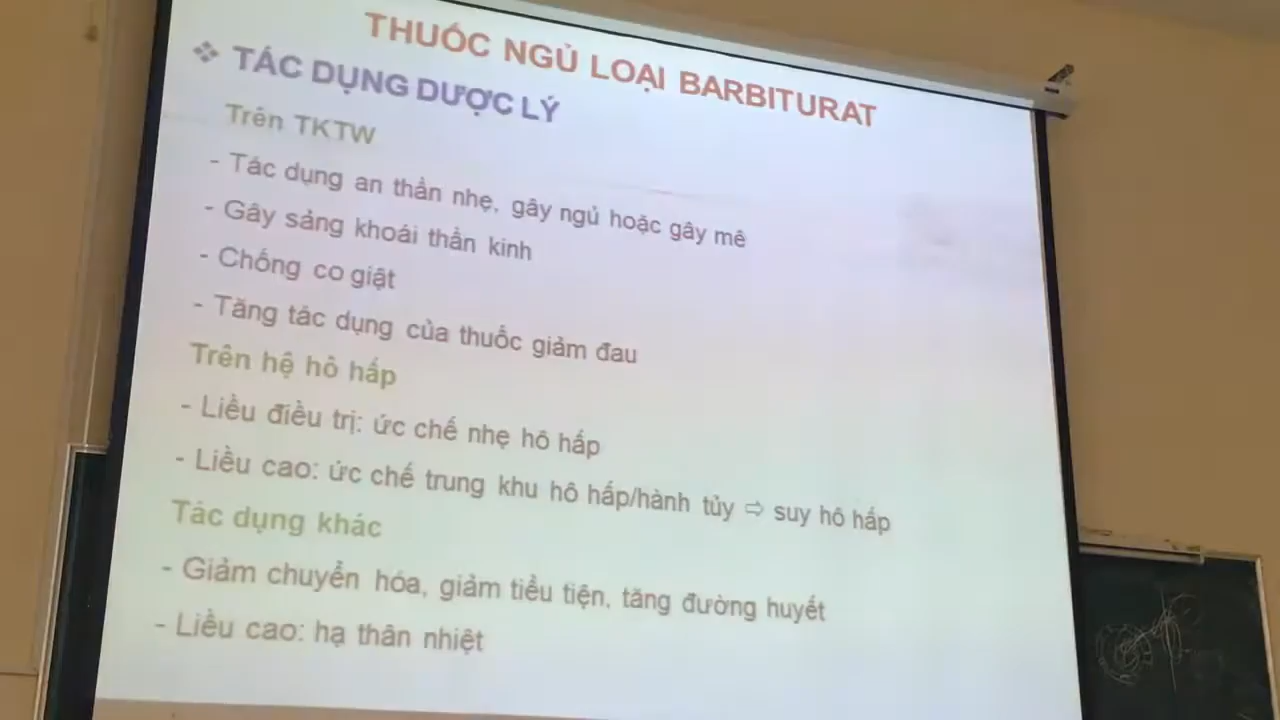 THUỐC NGỦ LOẠI BARBITURAT
❖ TÁC DỤNG DƯỢC LÝ
Trên TKTW
- Tác dụng an thần nhẹ, gây ngủ hoặc gây mê
- Gây sảng khoái thần kinh
- Chống co giật
- Tăng tác dụng của thuốc giảm đau
Trên hệ hô hấp
- Liều điều trị: ức chế nhẹ hô hấp
- Liều cao: ức chế trung khu hô hấp/hành tủy ⇨ suy hô hấp
Tác dụng khác
- Giảm chuyển hóa, giảm tiểu tiện, tăng đường huyết
- Liều cao: hạ thân nhiệt